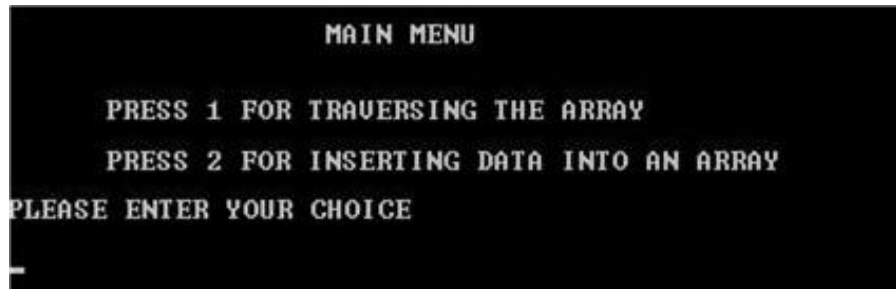 MAIN MENU
PRESS 1 FOR TRAVERSING THE ARRAY
PRESS 2 FOR INSERTING DATA INTO AN ARRAY
PLEASE ENTER YOUR CHOICE